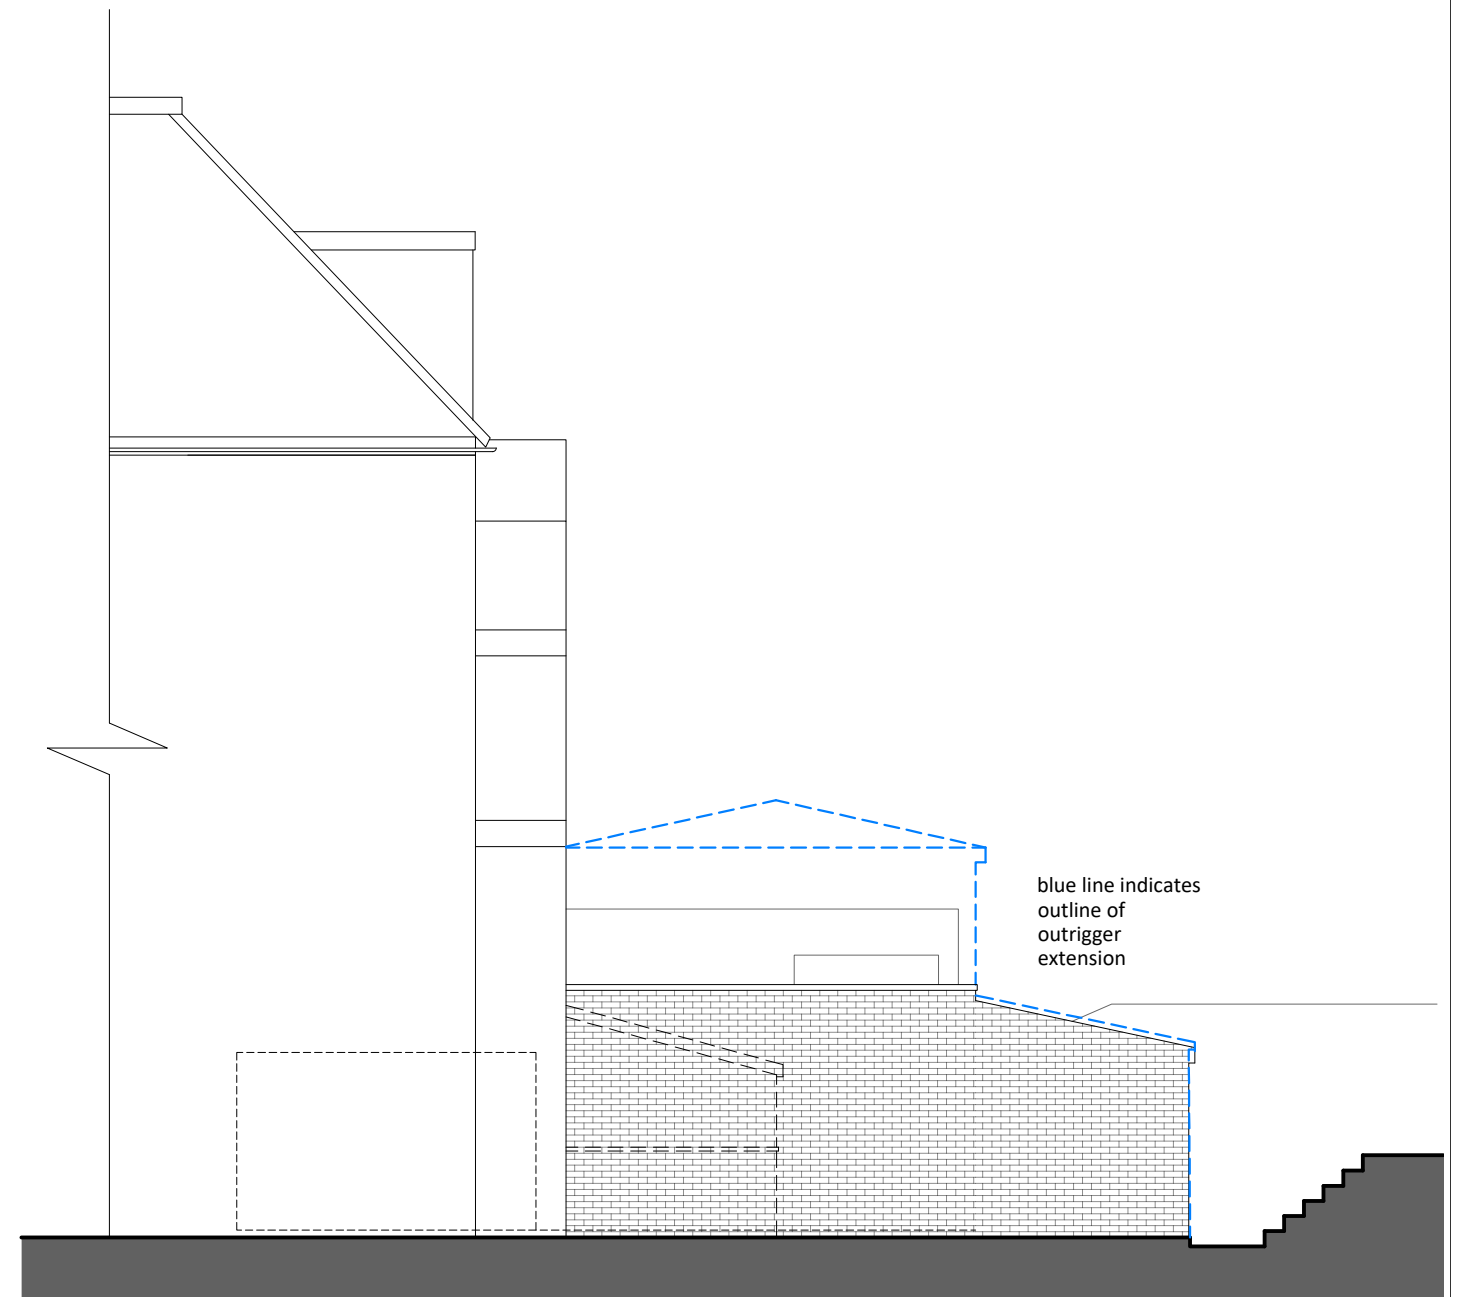 blue line indicates
outline of
outrigger
extension